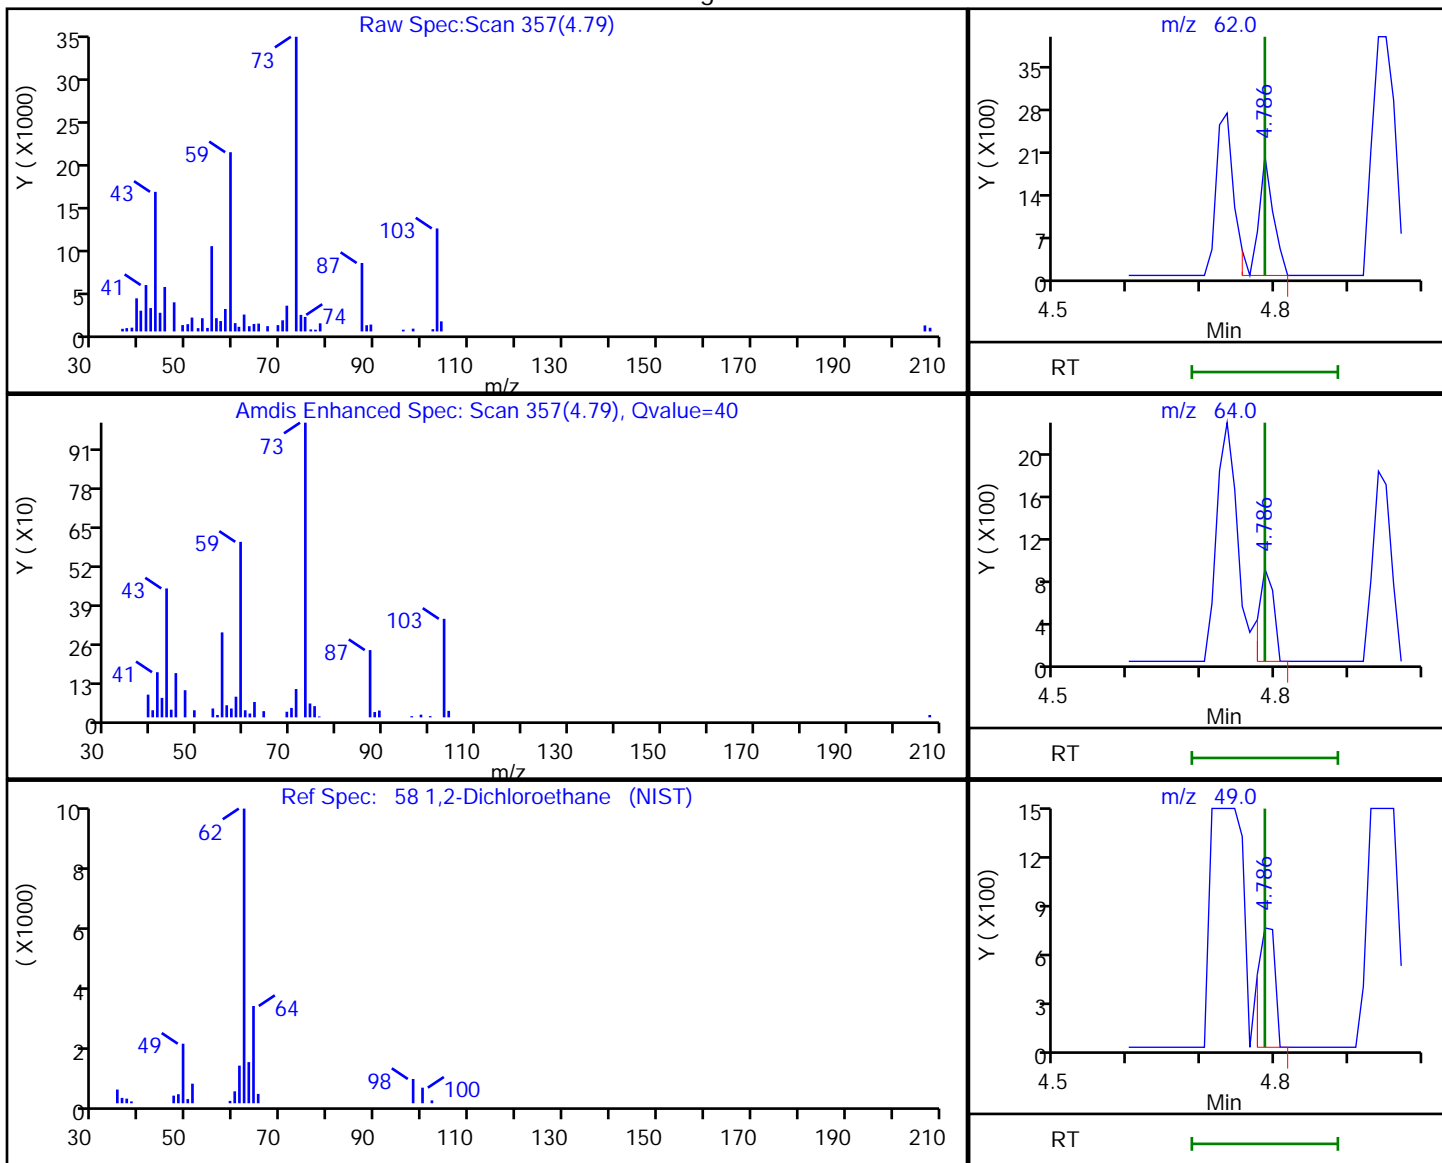 Raw Spec:Scan 357(4.79)
Y ( X1000)
35
30
25
20
15
10
5
0
73
59
43
103
87
41
74
30 50 70 90 110 130 150 170 190 210
m/z
m/z 62.0
Y ( X100)
35
28
21
14
7
0
4.786
4.5 4.8
Min
RT
Amdis Enhanced Spec: Scan 357(4.79), Qvalue=40
Y ( X10)
91
78
65
52
39
26
13
0
73
59
43
103
87
41
30 50 70 90 110 130 150 170 190 210
m/z
m/z 64.0
Y ( X100)
20
16
12
8
4
0
4.786
4.5 4.8
Min
RT
Ref Spec: 58 1,2-Dichloroethane (NIST)
( X1000)
10
8
6
4
2
0
62
64
49
98
100
30 50 70 90 110 130 150 170 190 210
m/z 49.0
Y ( X100)
15
12
9
6
3
0
4.786
4.5 4.8
Min
RT